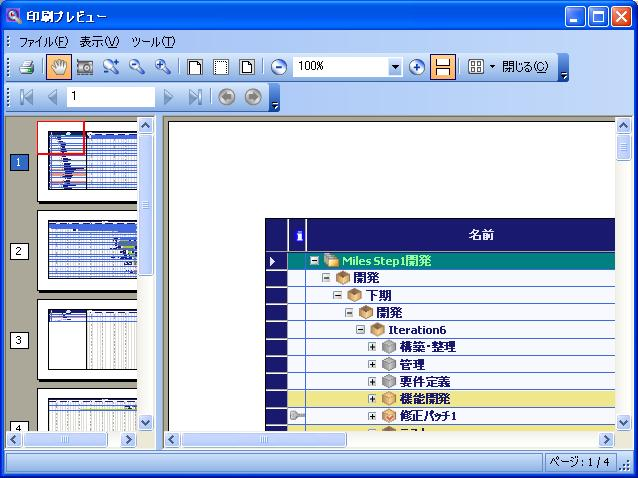 印刷プレビュー
ファイル(F) 表示(V) ツール(T)
100% 閉じる(C)
1
1
2
3
4
名前
Miles Step1開発
開発
下期
開発
Iteration6
構築・整理
管理
要件定義
機能開発
修正パッチ1
ページ: 1 / 4